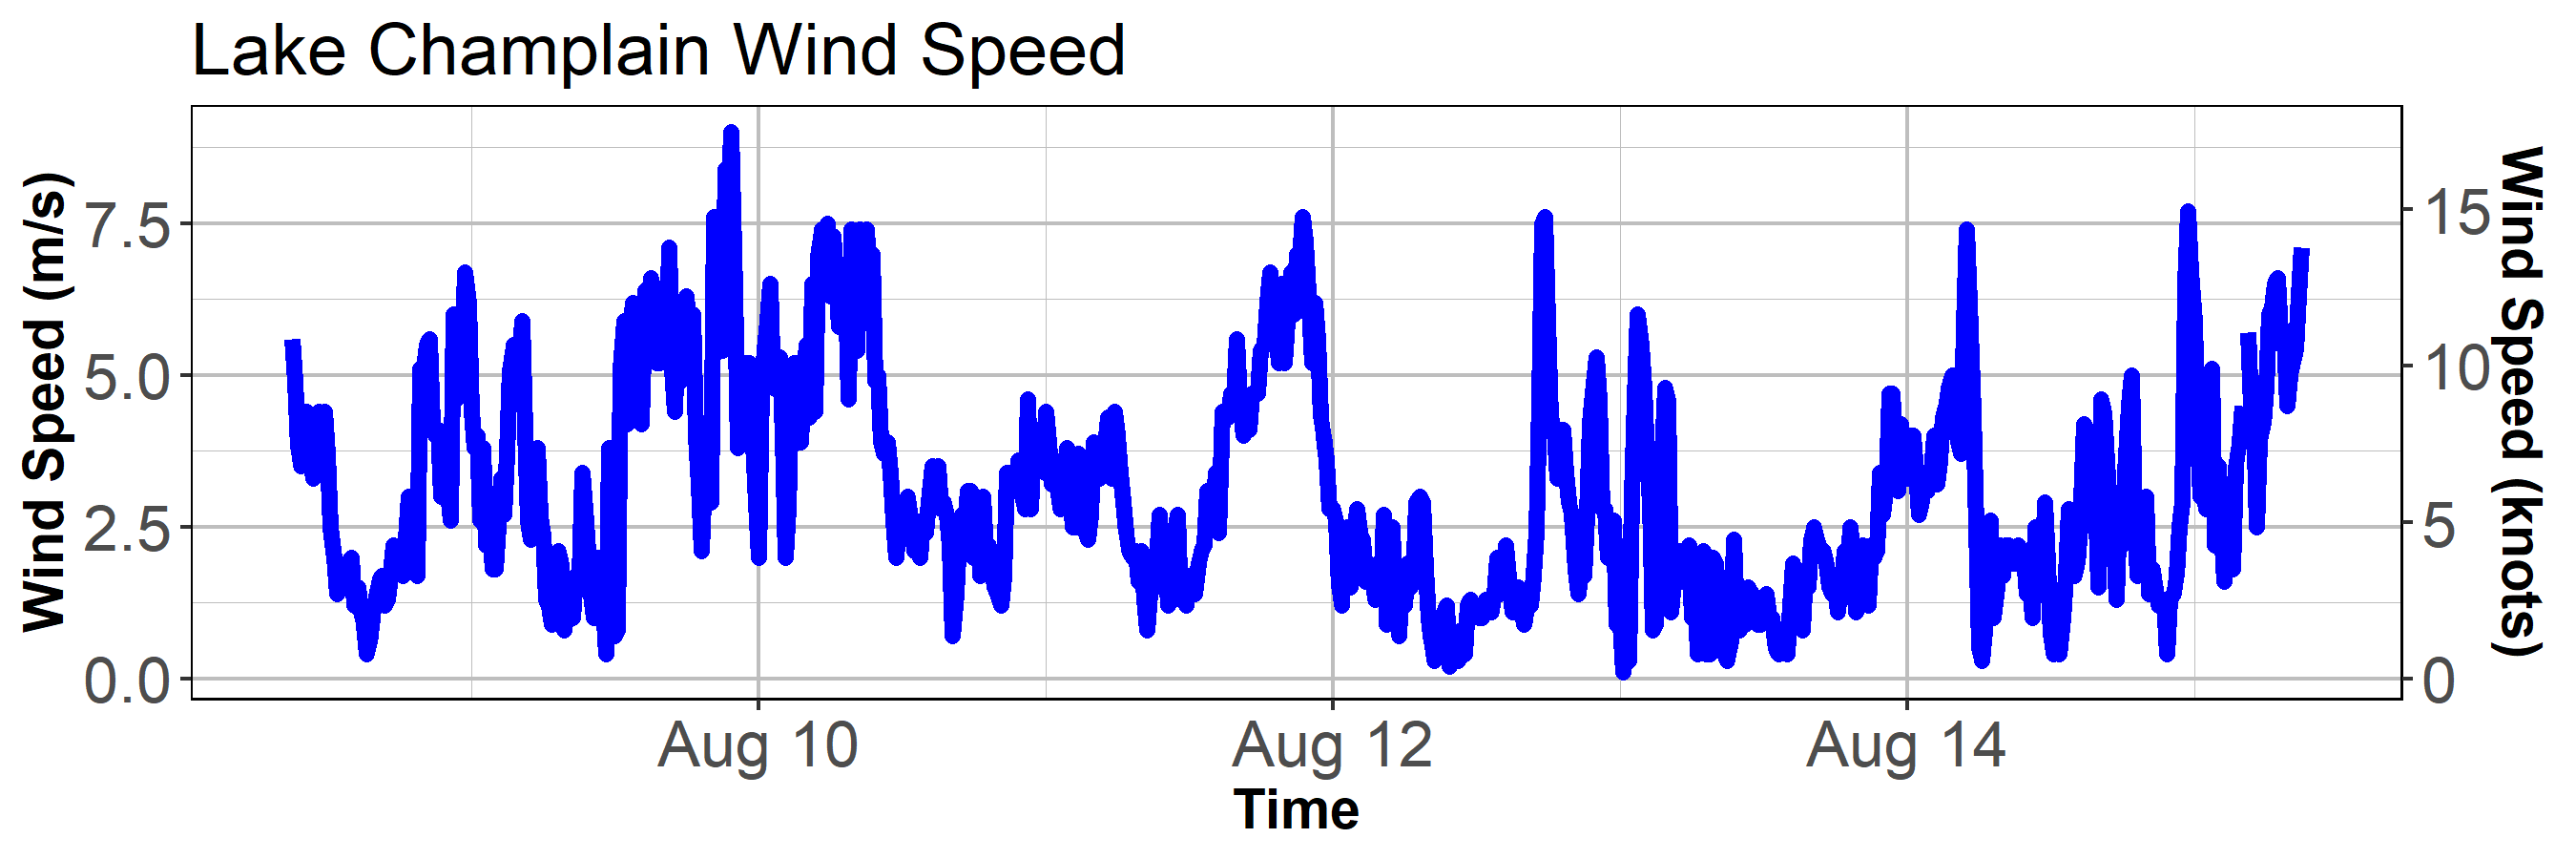 Lake Champlain Wind Speed
Wind Speed (m/s)
7.5
5.0
2.5
0.0
15
10
5
0
Wind Speed (knots)
Aug 10
Aug 12
Aug 14
Time